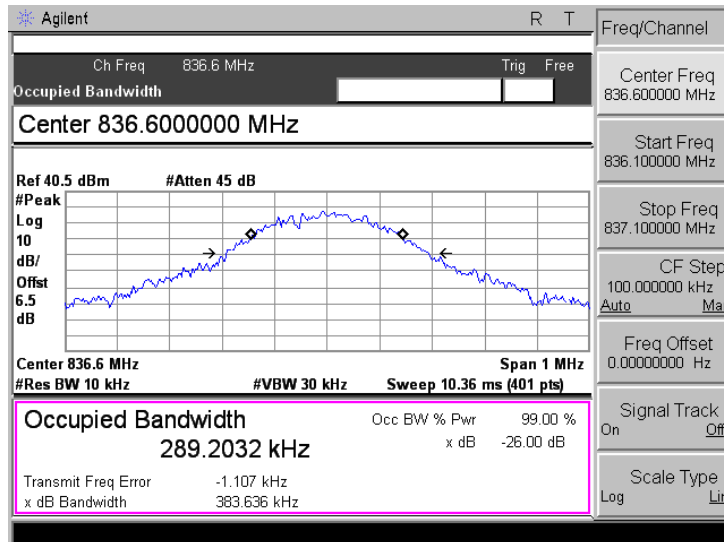 Agilent R T
Ch Freq 836.6 MHz Trig Free
Occupied Bandwidth
Center 836.6000000 MHz
Ref 40.5 dBm #Atten 45 dB
#Peak
Log
10
dB/
Offst
6.5
dB
Center 836.6 MHz Span 1 MHz
#Res BW 10 kHz #VBW 30 kHz Sweep 10.36 ms (401 pts)
Occupied Bandwidth Occ BW % Pwr 99.00 %
289.2032 kHz x dB -26.00 dB
Transmit Freq Error -1.107 kHz
x dB Bandwidth 383.636 kHz
Freq/Channel
Center Freq
836.600000 MHz
Start Freq
836.100000 MHz
Stop Freq
837.100000 MHz
CF Step
100.000000 kHz
Auto Ma
Freq Offset
0.00000000 Hz
Signal Track
On Off
Scale Type
Log Lin